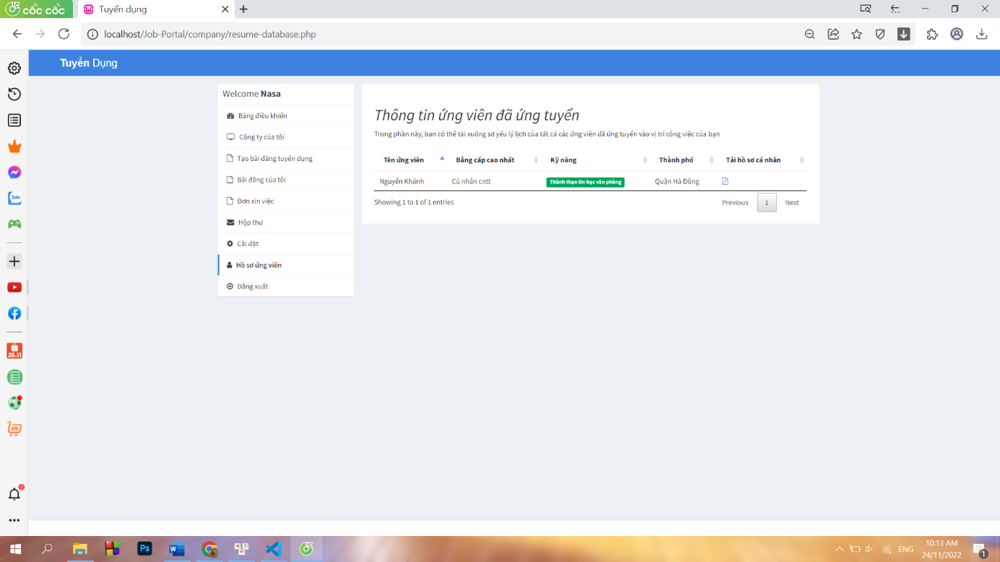 cốc cốc
Tuyển dụng
localhost/Job-Portal/company/resume-database.php
Tuyển Dụng
Welcome Nasa
Bảng điều khiển
Công ty của tôi
Tạo bài đăng tuyển dụng
Bài đăng của tôi
Đơn xin việc
Hộp thư
Cài đặt
Hồ sơ ứng viên
Đăng xuất
Thông tin ứng viên đã ứng tuyển
Trong phần này, bạn có thể tải xuống sơ yếu lý lịch của tất cả các ứng viên đã ứng tuyển vào vị trí công việc của bạn
Tên ứng viên Bằng cấp cao nhất Kỹ năng Thành phố Tải hồ sơ cá nhân
Nguyễn Khánh Củ nhân cntt Thành thạo tin học văn phòng Quận Hà Đông
Showing 1 to 1 of 1 entries Previous 1 Next
Zalo
25.11
Ps
ENG
10:13 AM
24/11/2022
1